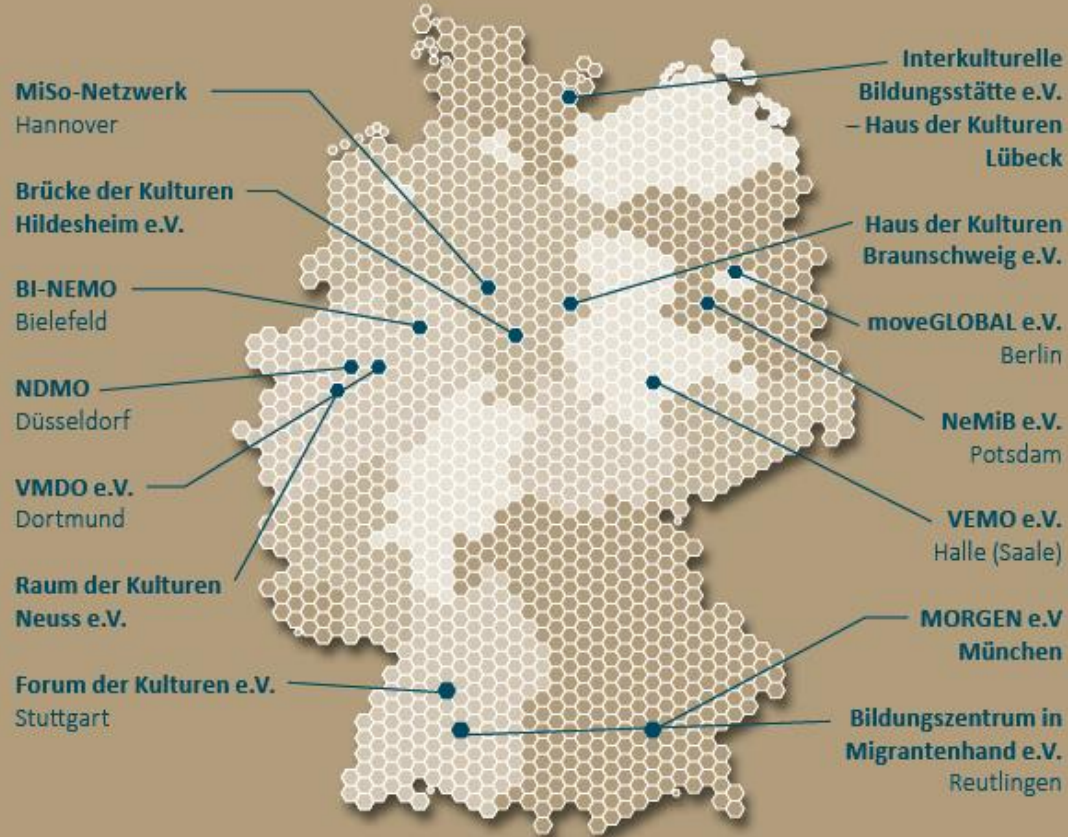 MiSo-Netzwerk
Hannover
Brücke der Kulturen
Hildesheim e.V.
BI-NEMO
Bielefeld
NDMO
Düsseldorf
VMDO e.V.
Dortmund
Raum der Kulturen
Neuss e.V.
Forum der Kulturen e.V.
Stuttgart
Interkulturelle
Bildungsstätte e.V.
– Haus der Kulturen
Lübeck
Haus der Kulturen
Braunschweig e.V.
moveGLOBAL e.V.
Berlin
NeMiB e.V.
Potsdam
VEMO e.V.
Halle (Saale)
MORGEN e.V
München
Bildungszentrum in
Migrantenhand e.V.
Reutlingen